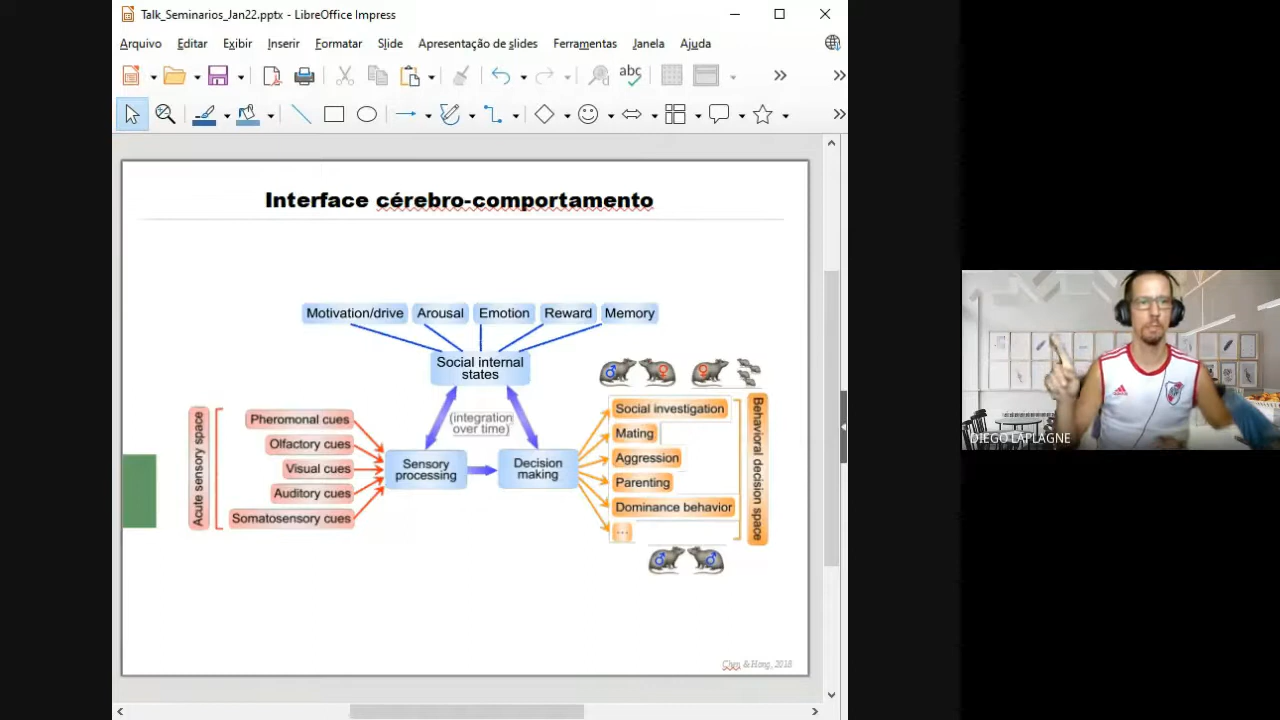 Talk_Seminarios_Jan22.pptx - LibreOffice Impress
Arquivo Editar Exibir Inserir Formatar Slide Apresentação de slides Ferramentas Janela Ajuda
abc
Interface cérebro-comportamento
Motivation/drive Arousal Emotion Reward Memory
Social internal
states
(integration
over time)
Acute sensory space
Pheromonal cues
Olfactory cues
Visual cues
Auditory cues
Somatosensory cues
Sensory
processing
Decision
making
Social investigation
Mating
Aggression
Parenting
Dominance behavior
...
Behavioral decision space
Chen & Hong, 2018
DIEGO LAPLAGNE